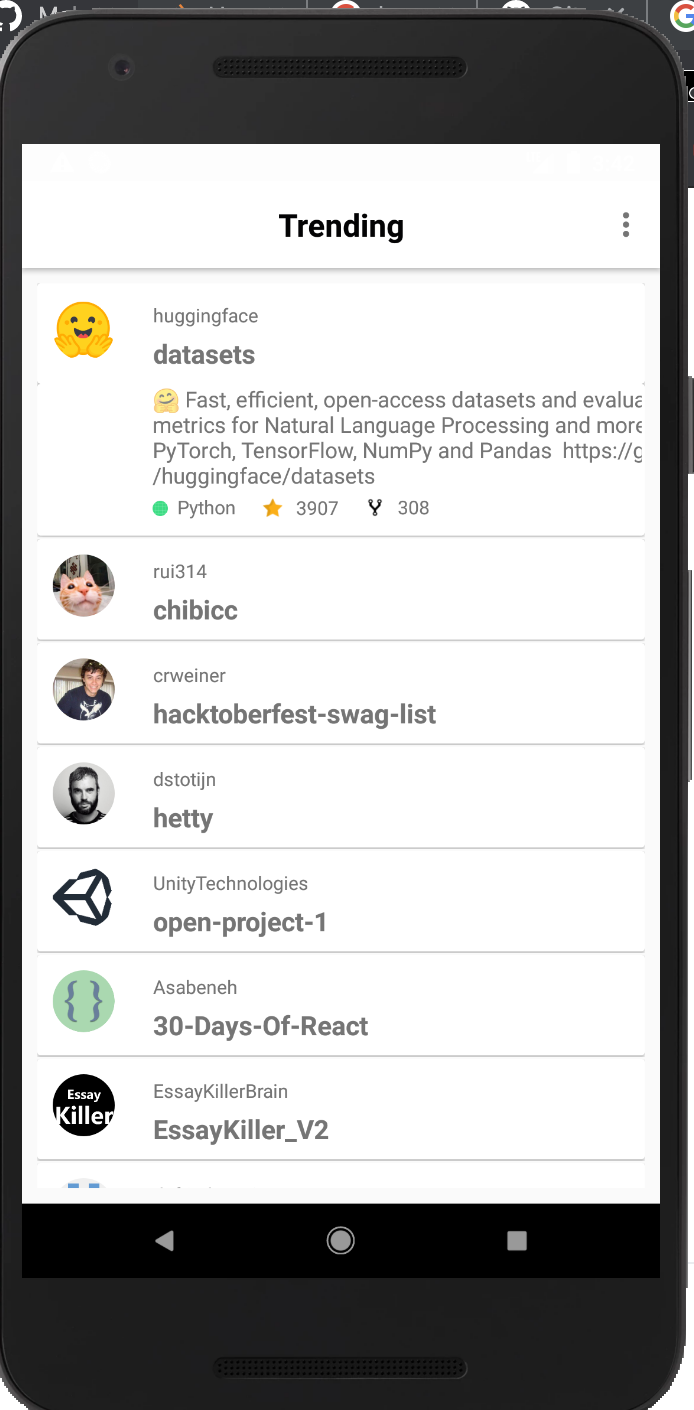 Trending
huggingface
datasets
🤗 Fast, efficient, open-access datasets and evalua
metrics for Natural Language Processing and more
PyTorch, TensorFlow, NumPy and Pandas https://g
/huggingface/datasets
Python 3907 308
rui314
chibicc
crweiner
hacktoberfest-swag-list
dstotijn
hetty
UnityTechnologies
open-project-1
Asabeneh
30-Days-Of-React
Essay
Killer
EssayKillerBrain
EssayKiller_V2